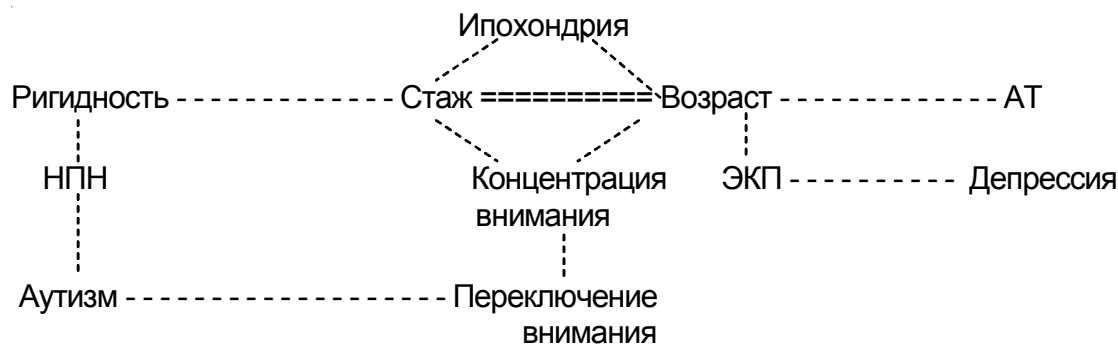 Ипохондрия
Ригидность - - - - - - - - - - - - - Стаж ========== Возраст - - - - - - - - - - - - - АТ
НПН Концентрация ЭКП - - - - - - - - - - Депрессия
внимания
Аутизм - - - - - - - - - - - - - - - - - - - Переключение
внимания